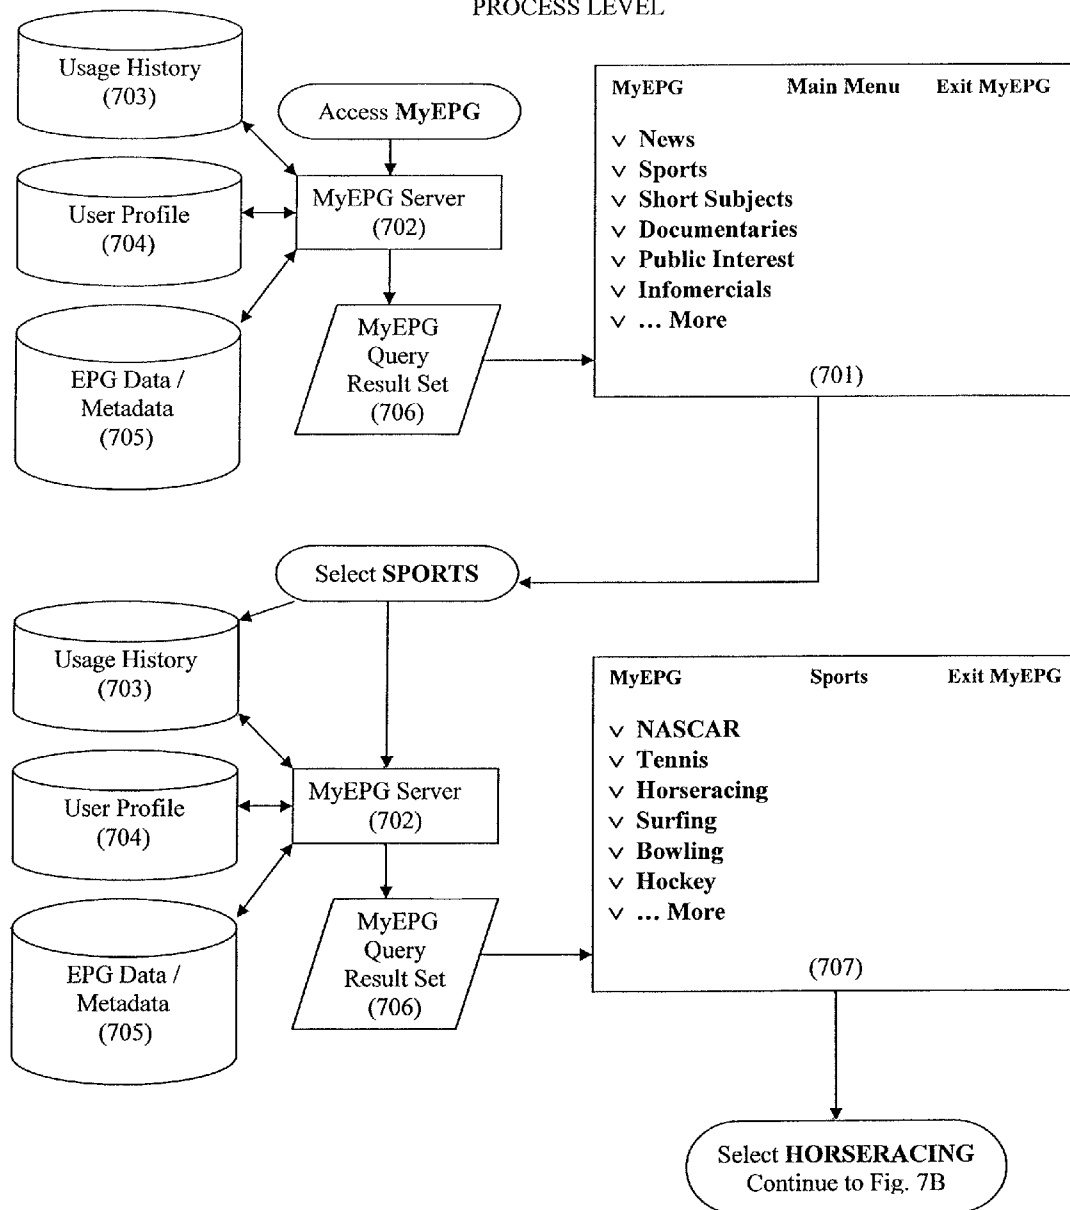 PROCESS LEVEL
Usage History
(703)
Access MyEPG
User Profile
(704)
MyEPG Server
(702)
EPG Data /
Metadata
(705)
MyEPG
Query
Result Set
(706)
MyEPG Main Menu Exit MyEPG
v News
v Sports
v Short Subjects
v Documentaries
v Public Interest
v Infomercials
v ... More
(701)
Select SPORTS
Usage History
(703)
User Profile
(704)
MyEPG Server
(702)
EPG Data /
Metadata
(705)
MyEPG
Query
Result Set
(706)
MyEPG Sports Exit MyEPG
v NASCAR
v Tennis
v Horseracing
v Surfing
v Bowling
v Hockey
v ... More
(707)
Select HORSERACING
Continue to Fig. 7B